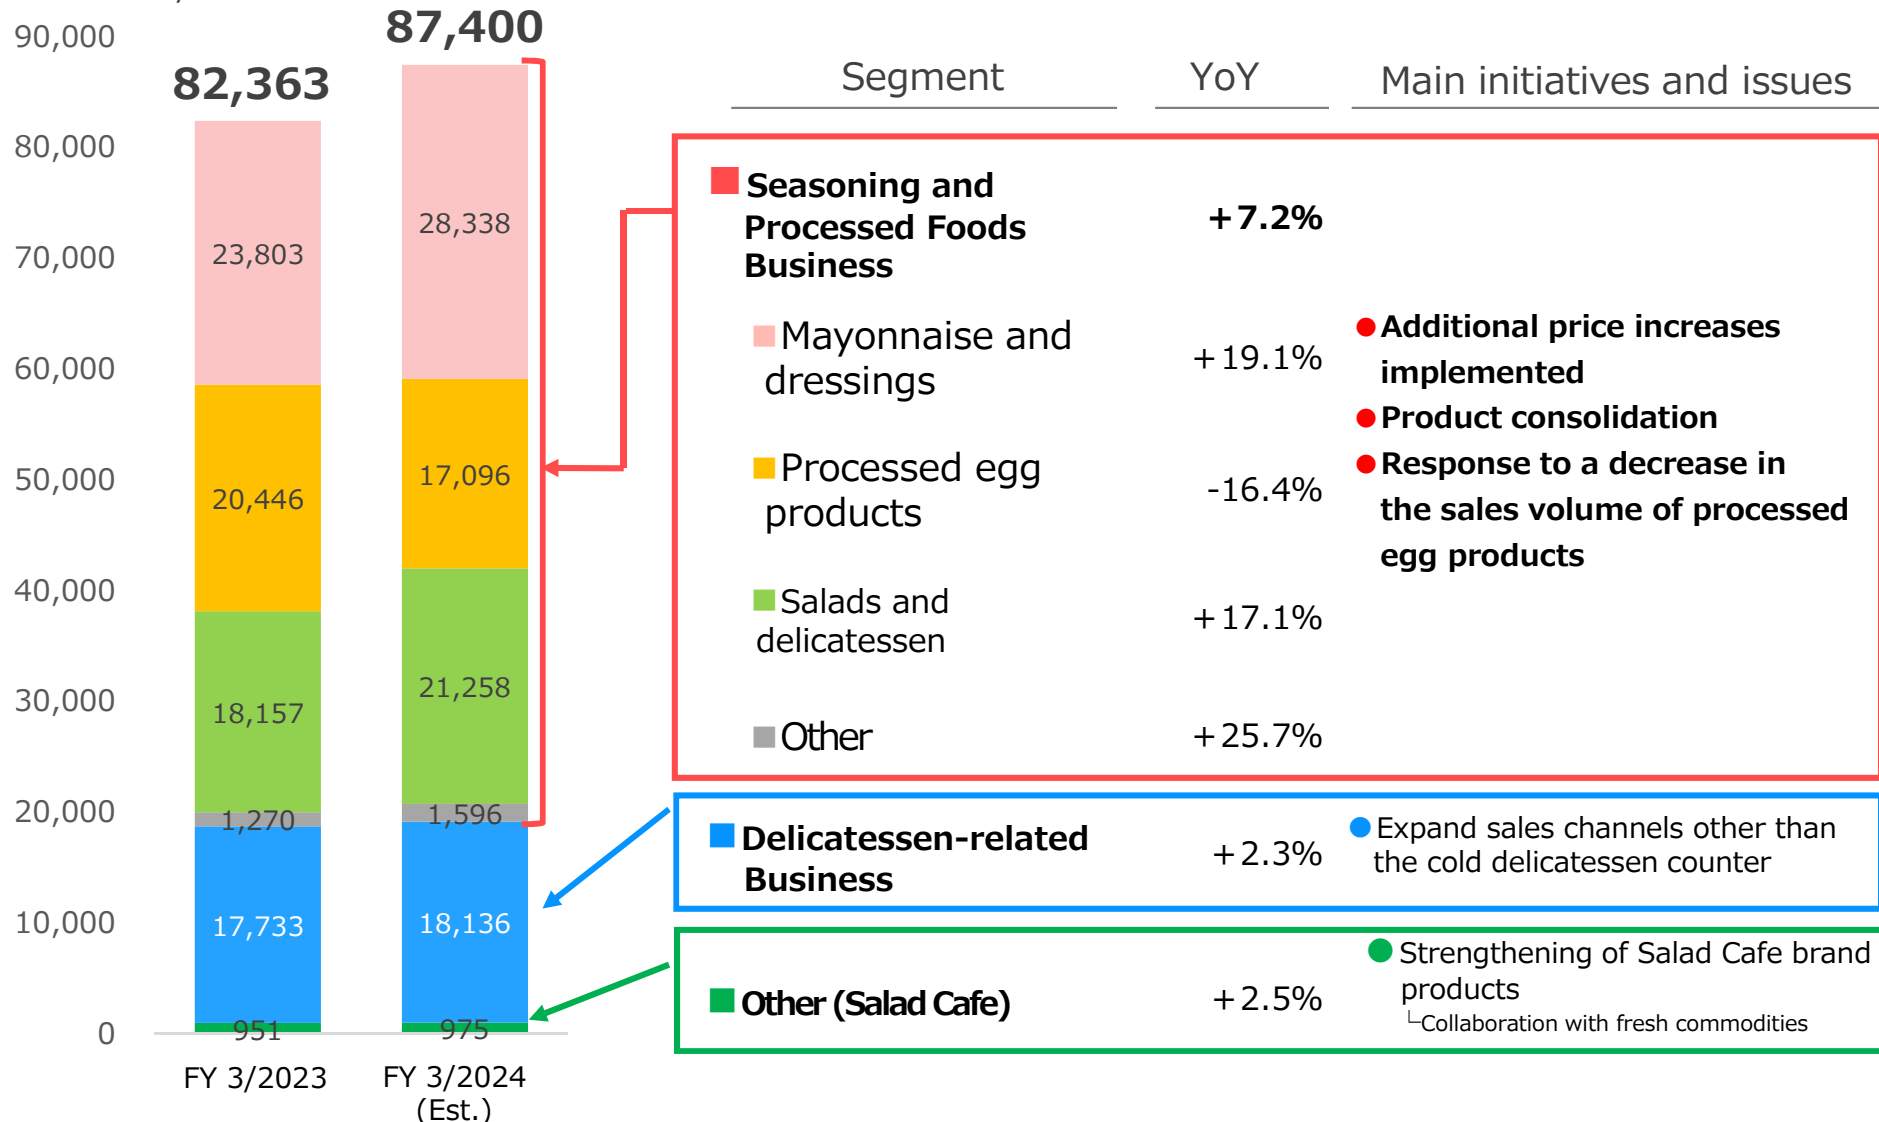 90,000
80,000
70,000
60,000
50,000
40,000
30,000
20,000
10,000
0
82,363
23,803
20,446
18,157
1,270
17,733
951
FY 3/2023
87,400
28,338
17,096
21,258
1,596
18,136
975
FY 3/2024
(Est.)
Segment YoY Main initiatives and issues
Seasoning and
Processed Foods
Business
+7.2%
Mayonnaise and
dressings
+19.1%
Processed egg
products
-16.4%
Salads and
delicatessen
+17.1%
Other
+25.7%
Additional price increases
implemented
Product consolidation
Response to a decrease in
the sales volume of processed
egg products
Delicatessen-related
Business
+2.3%
Expand sales channels other than
the cold delicatessen counter
Other (Salad Cafe)
+2.5%
Strengthening of Salad Cafe brand
products
└Collaboration with fresh commodities